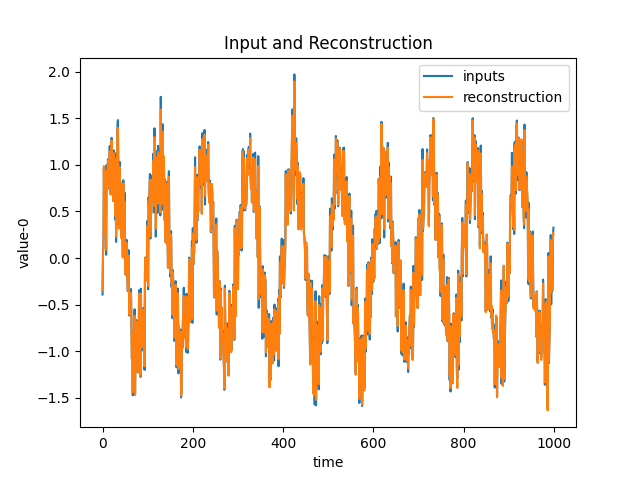 Input and Reconstruction
inputs
reconstruction
2.0
1.5
1.0
0.5
0.0
−0.5
−1.0
−1.5
value-0
0 200 400 600 800 1000
time